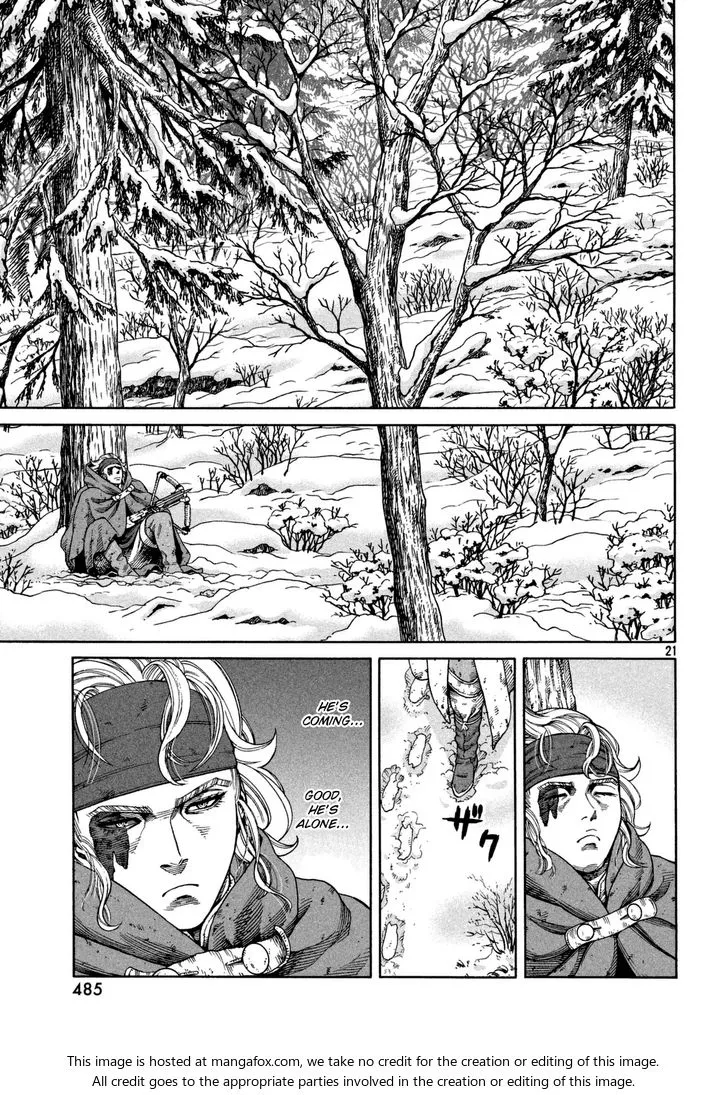 21
ザク
HE'S
COMING...
GOOD,
HE'S
ALONE...
485
This image is hosted at mangafox.com, we take no credit for the creation or editing of this image.
All credit goes to the appropriate parties involved in the creation or editing of this image.